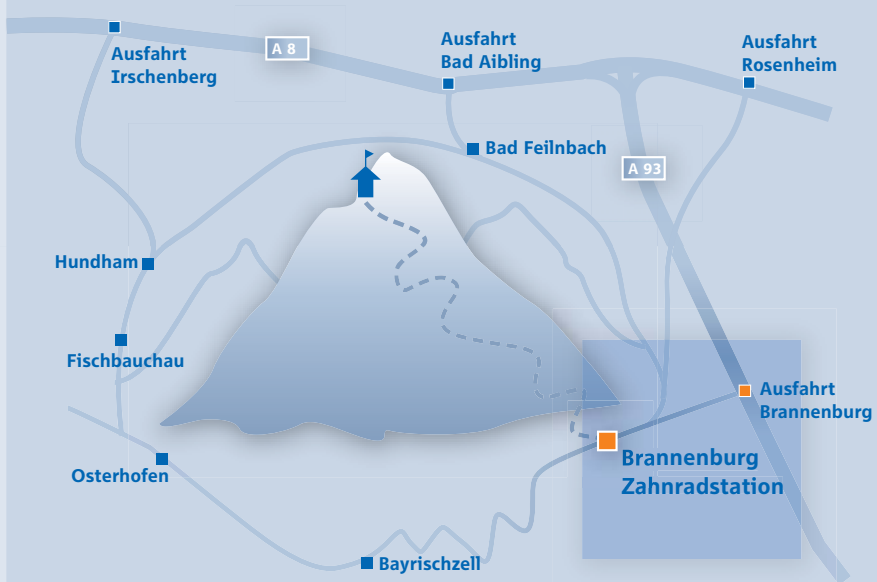 Ausfahrt
Irschenberg
A 8
Ausfahrt
Bad Aibling
Ausfahrt
Rosenheim
Bad Feilnbach
A 93
Hundham
Fischbauchau
Ausfahrt
Brannenburg
Brannenburg
Zahnradstation
Osterhofen
Bayrischzell